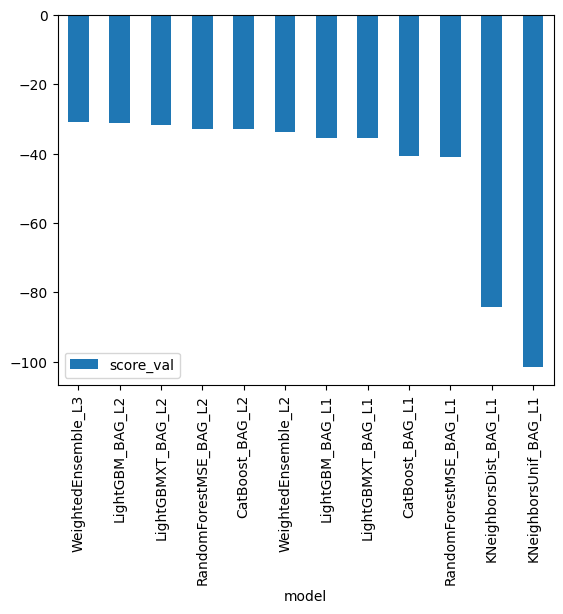 0
−20
−40
−60
−80
−100
score_val
WeightedEnsemble_L3
LightGBM_BAG_L2
LightGBMXT_BAG_L2
RandomForestMSE_BAG_L2
CatBoost_BAG_L2
WeightedEnsemble_L2
LightGBM_BAG_L1
LightGBMXT_BAG_L1
CatBoost_BAG_L1
RandomForestMSE_BAG_L1
KNeighborsDist_BAG_L1
KNeighborsUnif_BAG_L1
model